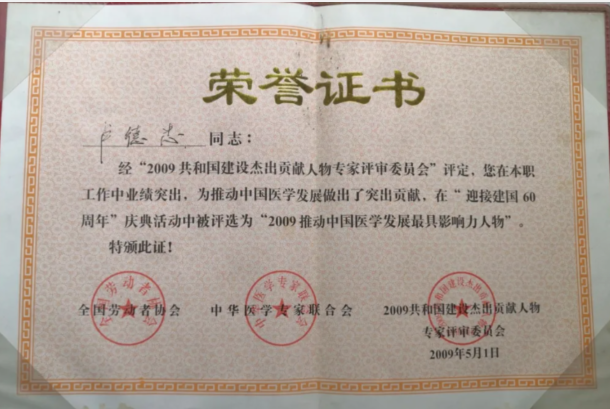 荣誉证书
卢德志 同志：
经“2009共和国建设杰出贡献人物专家评审委员会”评定，您在本职
工作中业绩突出，为推动中国医学发展做出了突出贡献，在“迎接建国60
周年”庆典活动中被评选为“2009推动中国医学发展最具影响力人物”。
特颁此证！
全国劳动者协会 中华医学专家联合会 2009共和国建设杰出贡献人物
专家评审委员会
2009年5月1日